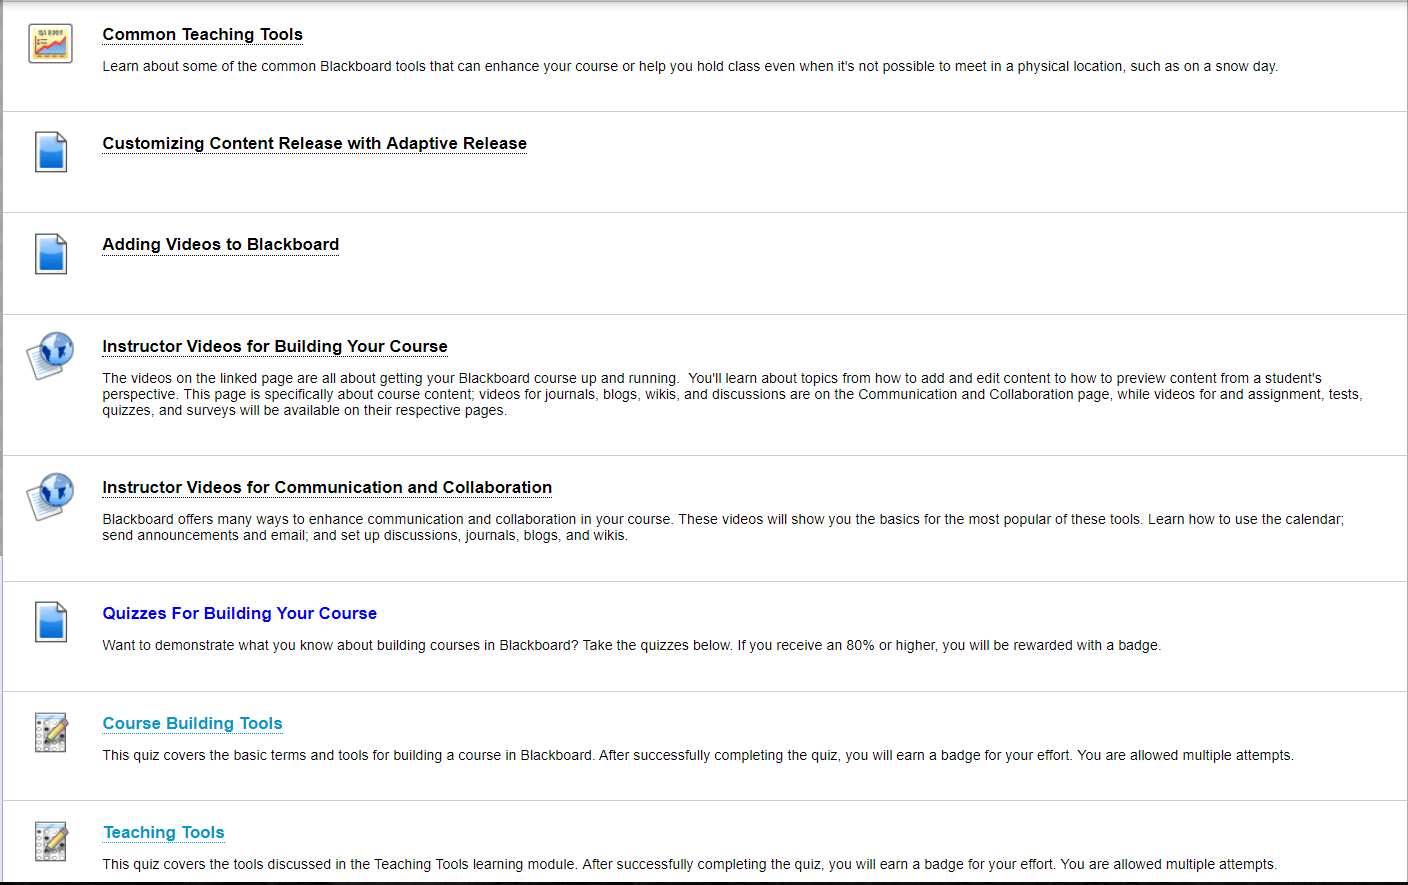 Common Teaching Tools
Learn about some of the common Blackboard tools that can enhance your course or help you hold class even when it's not possible to meet in a physical location, such as on a snow day.
Customizing Content Release with Adaptive Release
Adding Videos to Blackboard
Instructor Videos for Building Your Course
The videos on the linked page are all about getting your Blackboard course up and running.  You'll learn about topics from how to add and edit content to how to preview content from a student's
perspective. This page is specifically about course content; videos for journals, blogs, wikis, and discussions are on the Communication and Collaboration page, while videos for and assignment, tests,
quizzes, and surveys will be available on their respective pages.
Instructor Videos for Communication and Collaboration
Blackboard offers many ways to enhance communication and collaboration in your course. These videos will show you the basics for the most popular of these tools. Learn how to use the calendar;
send announcements and email; and set up discussions, journals, blogs, and wikis.
Quizzes For Building Your Course
Want to demonstrate what you know about building courses in Blackboard? Take the quizzes below. If you receive an 80% or higher, you will be rewarded with a badge.
Course Building Tools
This quiz covers the basic terms and tools for building a course in Blackboard. After successfully completing the quiz, you will earn a badge for your effort. You are allowed multiple attempts.
Teaching Tools
This quiz covers the tools discussed in the Teaching Tools learning module. After successfully completing the quiz, you will earn a badge for your effort. You are allowed multiple attempts.